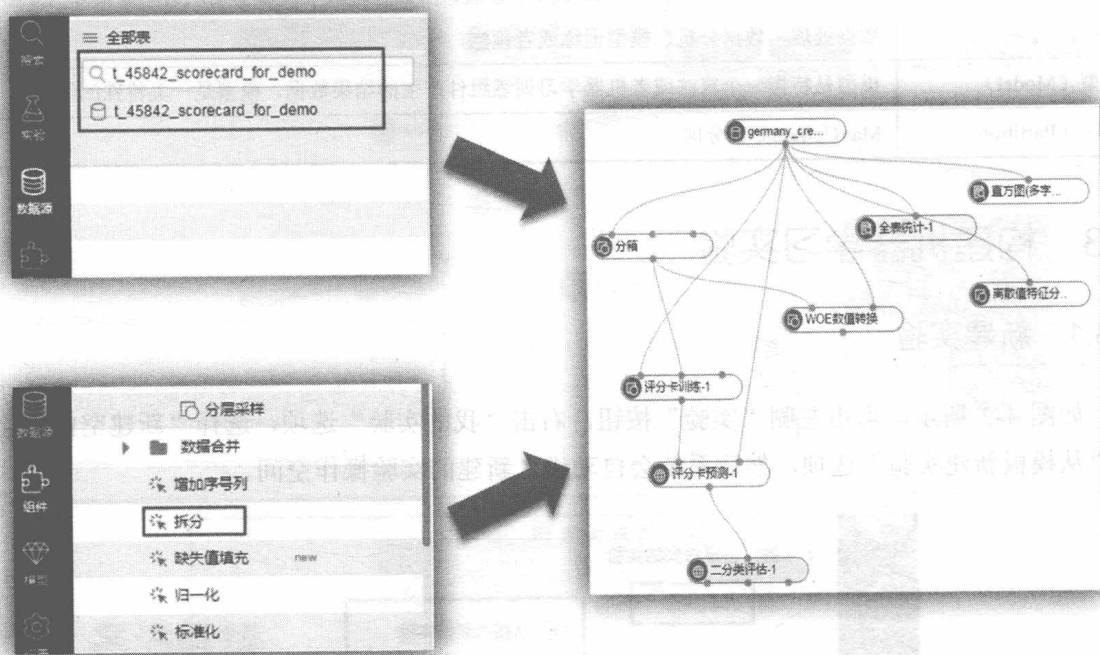 搜索
全部表
t_45842_scorecard_for_demo
t_45842_scorecard_for_demo
实验
数据源
germany_cre...
直方图(多字...
全表统计-1
分箱
离散值特征分...
WOE数值转换
评分卡训练-1
评分卡预测-1
二分类评估-1
数据源
分层采样
数据合并
组件
增加序号列
拆分
缺失值填充 new
模型
归一化
标准化